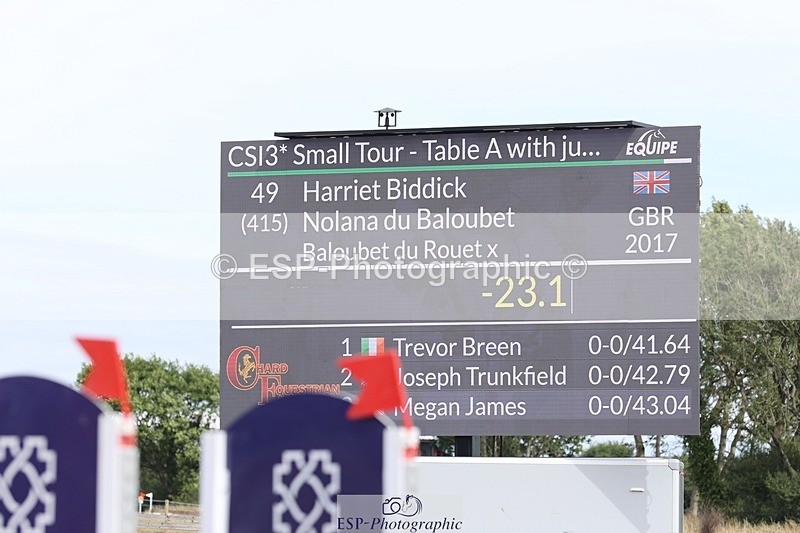 CSI3* Small Tour - Table A with ju...
EQUIPE
49 Harriet Biddick
(415) Nolana du Baloubet GBR
Baloubet du Rouet x 2017
© ESP-Photographic ©
-23.1
1 Trevor Breen 0-0/41.64
2 Joseph Trunkfield 0-0/42.79
Megan James 0-0/43.04
CHARD
EQUESTRIAN
ESP-Photographic